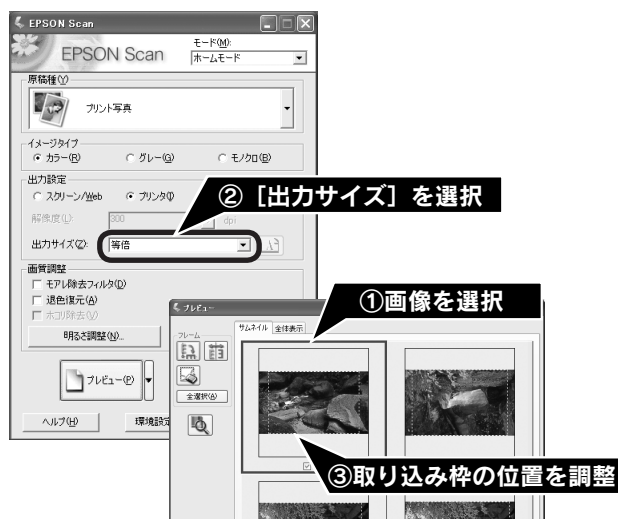 EPSON Scan
EPSON Scan
モード(M):
ホームモード
原稿種(Y)
プリント写真
イメージタイプ
カラー(R)
グレー(G)
モノクロ(B)
出力設定
スクリーン/Web
プリンタ(I)
②［出力サイズ］を選択
解像度(L):
300
dpi
出力サイズ(Z):
等倍
画質調整
モアレ除去フィルタ(D)
退色復元(A)
ホコリ除去(V)
明るさ調整(N)...
プレビュー(P)
ヘルプ(H)
環境設定
プレビュー
①画像を選択
フレーム
サムネイル
全体表示
全選択(A)
③取り込み枠の位置を調整